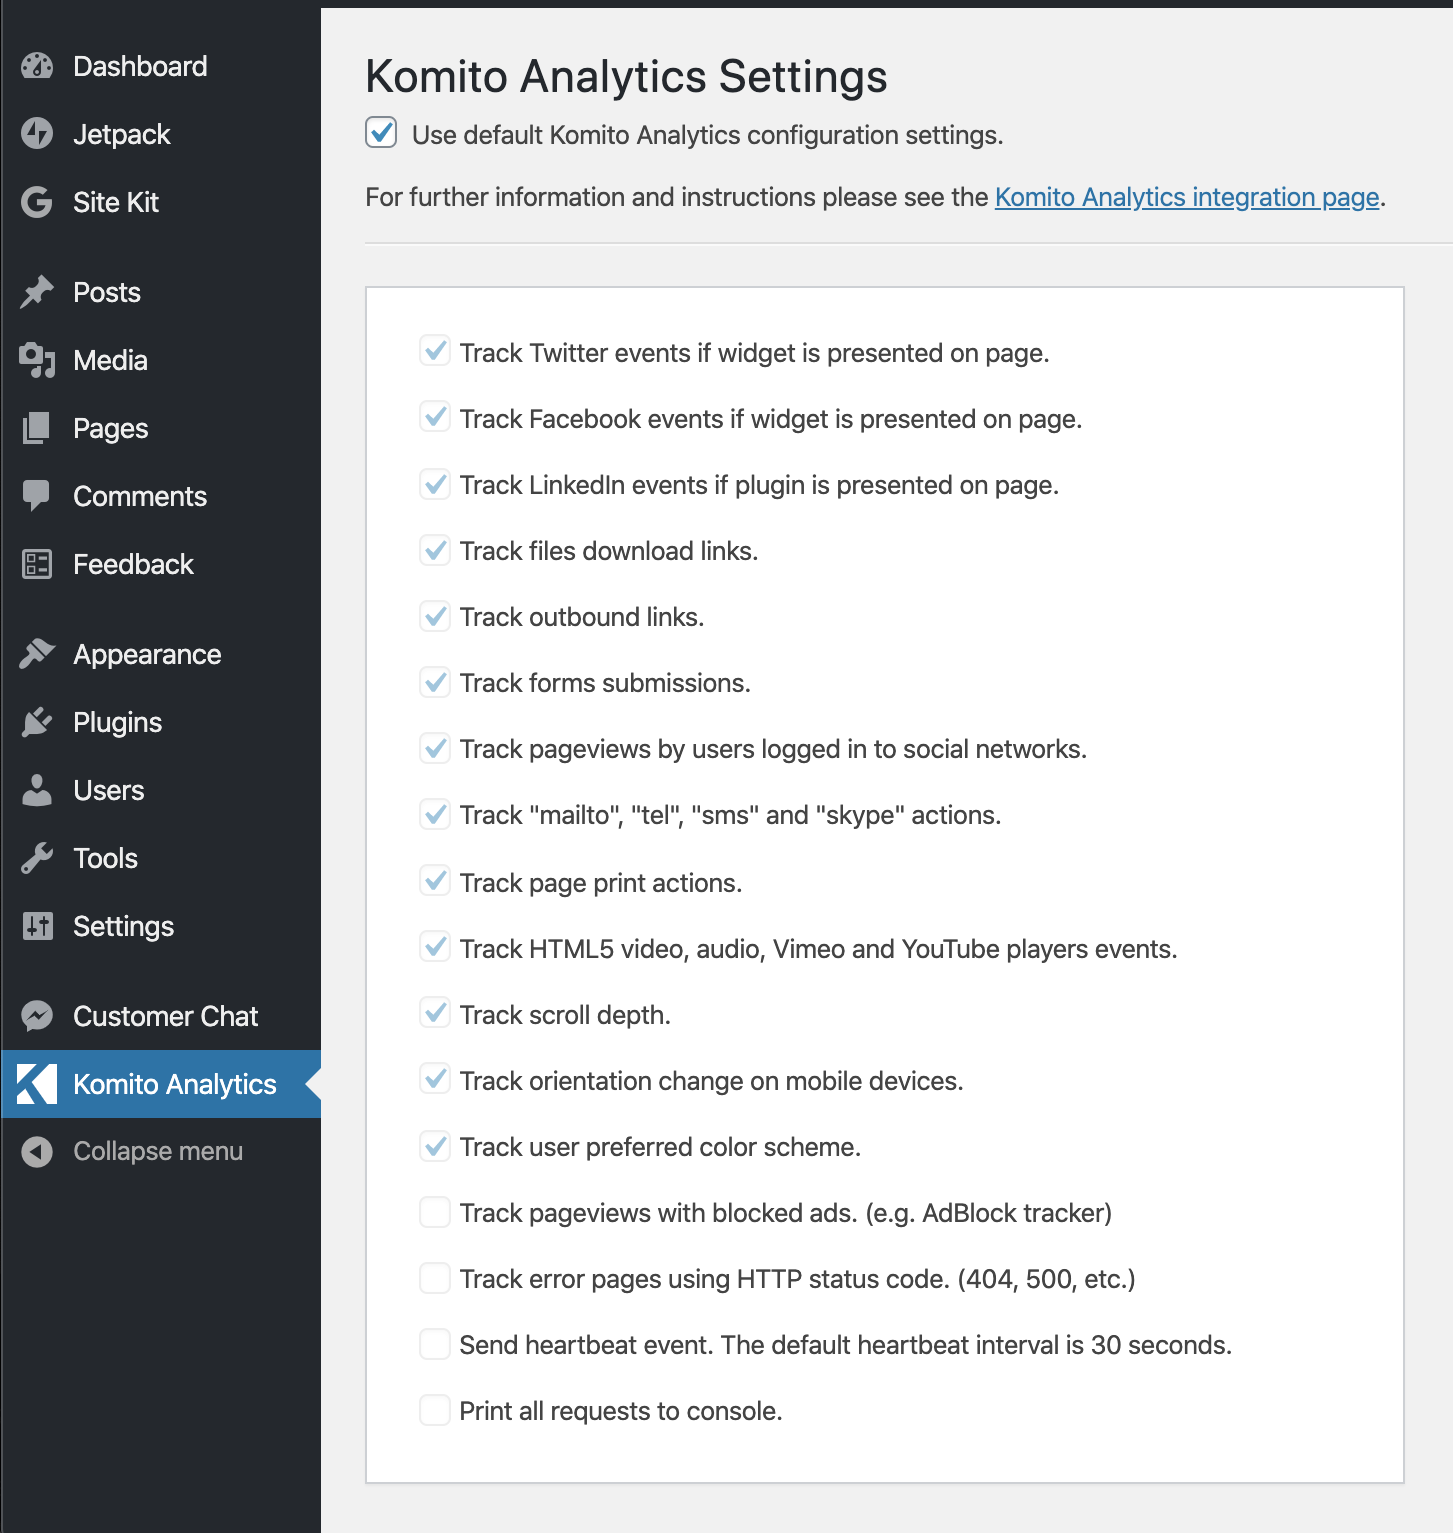 Dashboard
Jetpack
Site Kit
Posts
Media
Pages
Comments
Feedback
Appearance
Plugins
Users
Tools
Settings
Customer Chat
Komito Analytics
Collapse menu
Komito Analytics Settings
Use default Komito Analytics configuration settings.
For further information and instructions please see the Komito Analytics integration page.
Track Twitter events if widget is presented on page.
Track Facebook events if widget is presented on page.
Track LinkedIn events if plugin is presented on page.
Track files download links.
Track outbound links.
Track forms submissions.
Track pageviews by users logged in to social networks.
Track "mailto", "tel", "sms" and "skype" actions.
Track page print actions.
Track HTML5 video, audio, Vimeo and YouTube players events.
Track scroll depth.
Track orientation change on mobile devices.
Track user preferred color scheme.
Track pageviews with blocked ads. (e.g. AdBlock tracker)
Track error pages using HTTP status code. (404, 500, etc.)
Send heartbeat event. The default heartbeat interval is 30 seconds.
Print all requests to console.